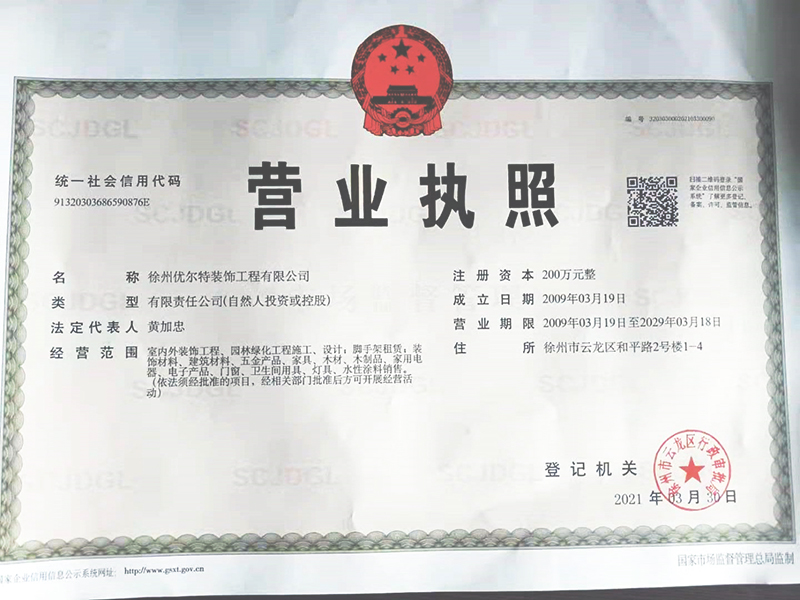 编 号 320303000202103300091
统一社会信用代码
91320303686590876E
营业执照
扫描二维码登录"国
家企业信用信息公示
系统"了解更多登记、
备案、许可、监管信息。
名 称 徐州优尔特装饰工程有限公司
类 型 有限责任公司(自然人投资或控股)
法定代表人 黄加忠
经营范围 室内外装饰工程、园林绿化工程施工、设计;脚手架租赁;装
饰材料、建筑材料、五金产品、家具、木材、木制品、家用电
器、电子产品、门窗、卫生间用具、灯具、水性涂料销售。
(依法须经批准的项目,经相关部门批准后方可开展经营活
动)
注册资本 200万元整
成立日期 2009年03月19日
营业期限 2009年03月19日至2029年03月18日
住 所 徐州市云龙区和平路2号楼1-4
登记机关
徐州市云龙区行政审批局
2021 年 03 月 30 日
国家企业信用信息公示系统网址: http://www.gsxt.gov.cn
国家市场监督管理总局监制
SCJDGL